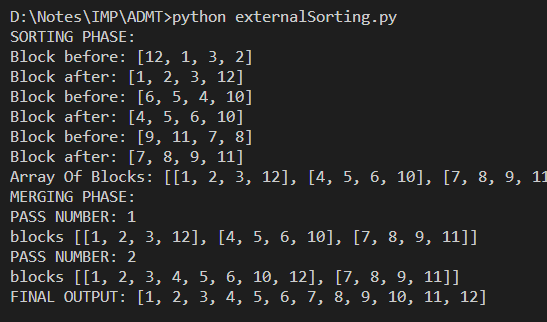 D:\Notes\IMP\ADMT>python externalSorting.py
SORTING PHASE:
Block before: [12, 1, 3, 2]
Block after: [1, 2, 3, 12]
Block before: [6, 5, 4, 10]
Block after: [4, 5, 6, 10]
Block before: [9, 11, 7, 8]
Block after: [7, 8, 9, 11]
Array Of Blocks: [[1, 2, 3, 12], [4, 5, 6, 10], [7, 8, 9, 11
MERGING PHASE:
PASS NUMBER: 1
blocks [[1, 2, 3, 12], [4, 5, 6, 10], [7, 8, 9, 11]]
PASS NUMBER: 2
blocks [[1, 2, 3, 4, 5, 6, 10, 12], [7, 8, 9, 11]]
FINAL OUTPUT: [1, 2, 3, 4, 5, 6, 7, 8, 9, 10, 11, 12]